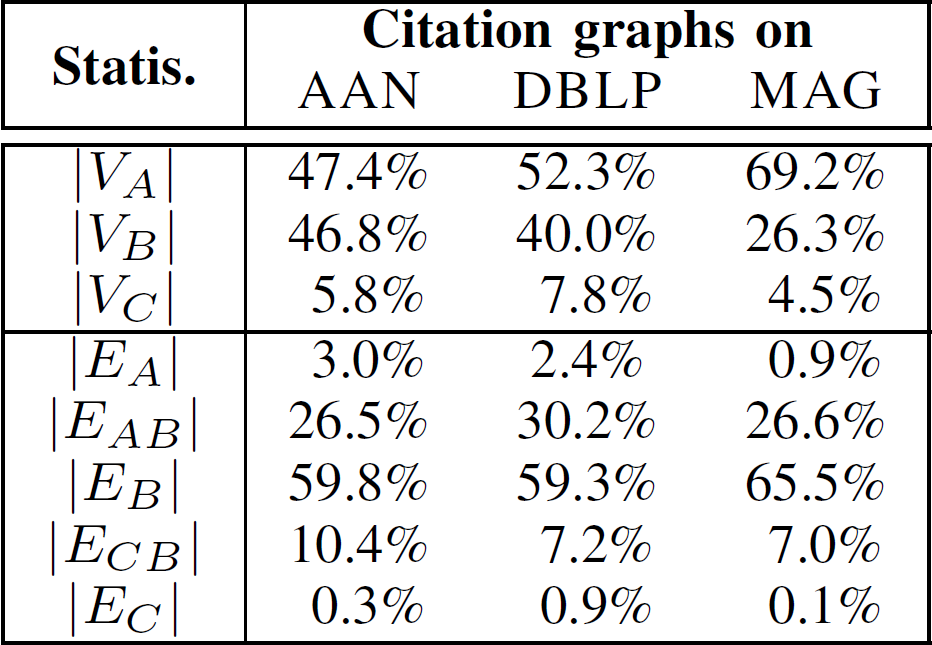 Statis. Citation graphs on
AAN DBLP MAG
|V_A| 47.4% 52.3% 69.2%
|V_B| 46.8% 40.0% 26.3%
|V_C| 5.8% 7.8% 4.5%
|E_A| 3.0% 2.4% 0.9%
|E_{AB}| 26.5% 30.2% 26.6%
|E_B| 59.8% 59.3% 65.5%
|E_{CB}| 10.4% 7.2% 7.0%
|E_C| 0.3% 0.9% 0.1%